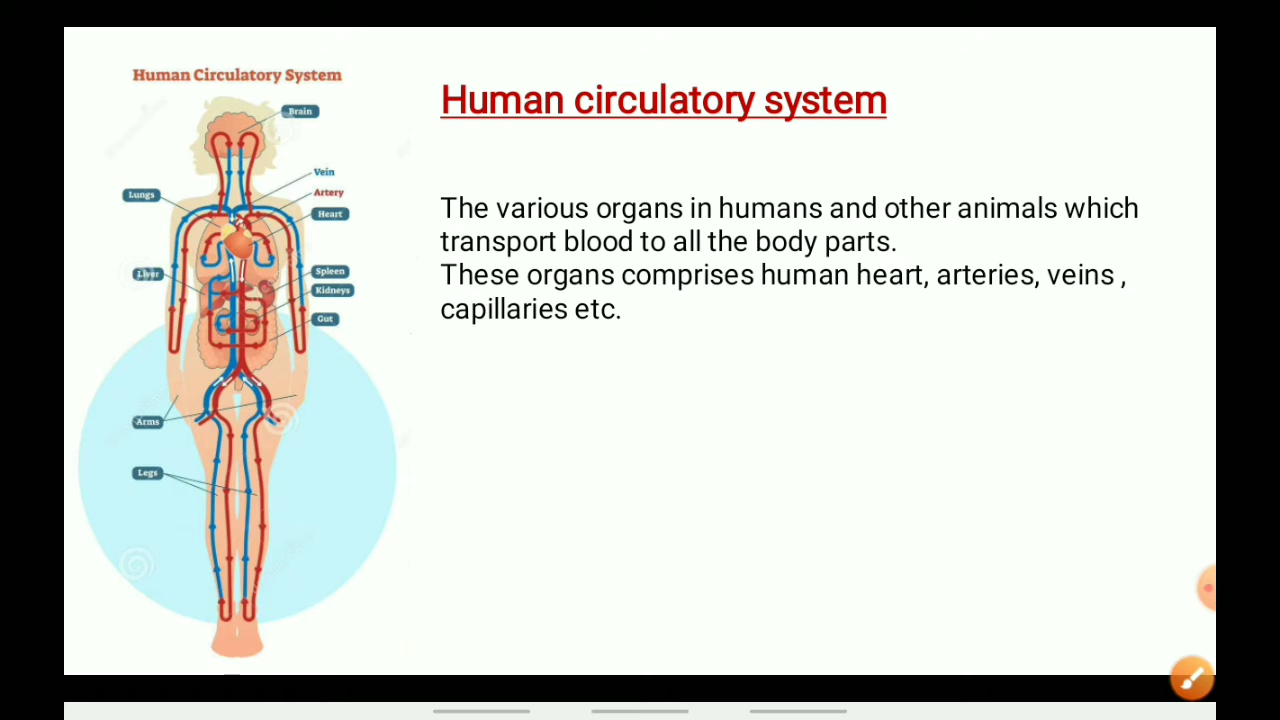 Human Circulatory System
Brain
Vein
Artery
Lungs
Heart
Liver
Spleen
Kidneys
Gut
Arms
Legs
Human circulatory system
The various organs in humans and other animals which
transport blood to all the body parts.
These organs comprises human heart, arteries, veins ,
capillaries etc.